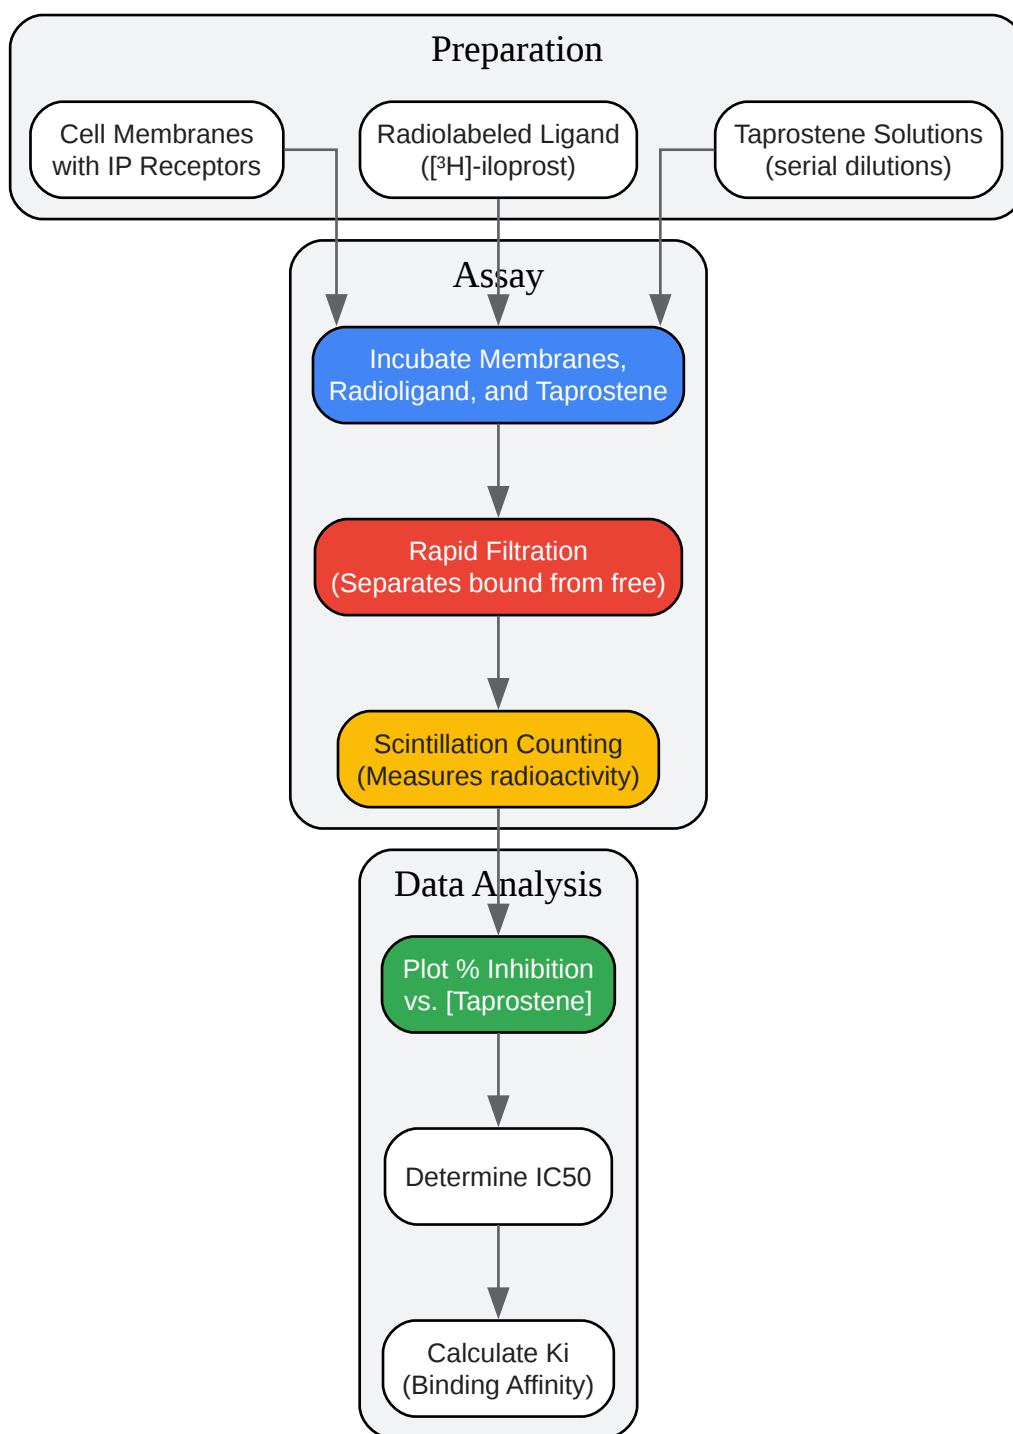 Preparation
Cell Membranes
with IP Receptors
Radiolabeled Ligand
([³H]-iloprost)
Taprostene Solutions
(serial dilutions)
Assay
Incubate Membranes,
Radioligand, and Taprostene
Rapid Filtration
(Separates bound from free)
Scintillation Counting
(Measures radioactivity)
Data Analysis
Plot % Inhibition
vs. [Taprostene]
Determine IC50
Calculate Ki
(Binding Affinity)